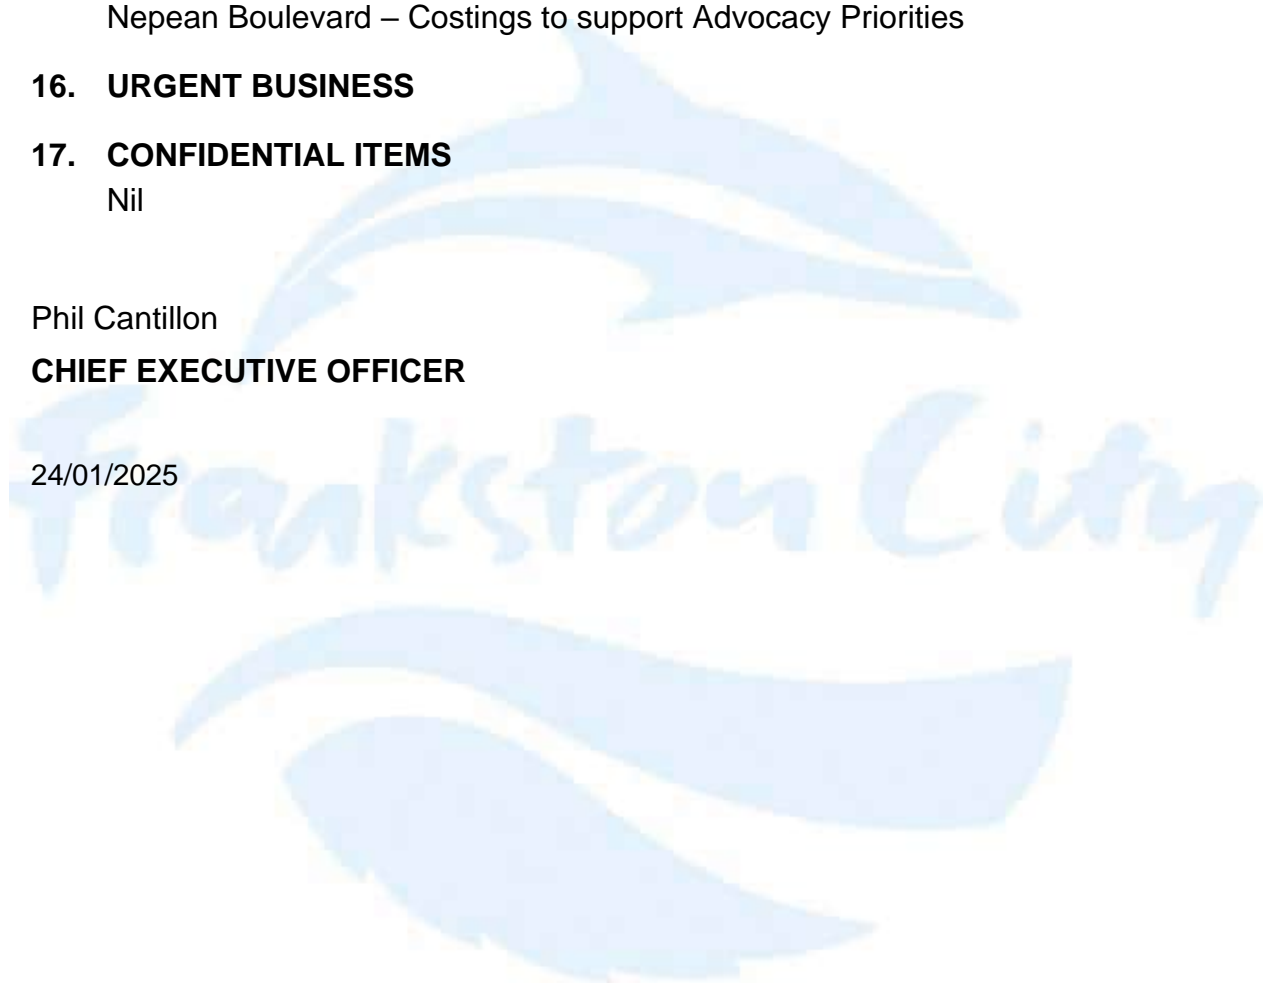 Nepean Boulevard – Costings to support Advocacy Priorities
16. URGENT BUSINESS
17. CONFIDENTIAL ITEMS
Nil
Phil Cantillon
CHIEF EXECUTIVE OFFICER
24/01/2025
Frankston City